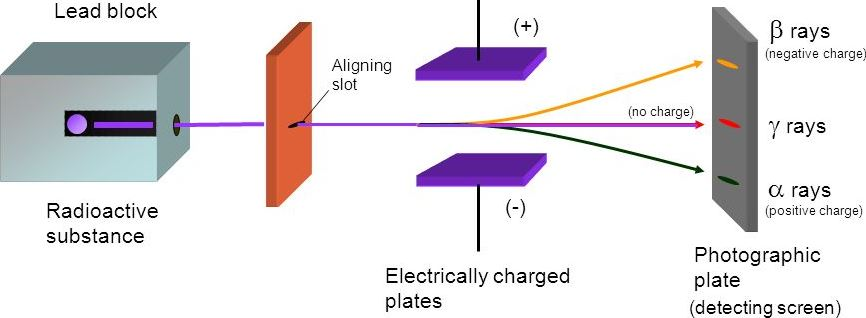 Lead block
(+)
β rays
(negative charge)
Aligning
slot
(no charge)
γ rays
α rays
(positive charge)
Radioactive
substance
(-)
Electrically charged
plates
Photographic
plate
(detecting screen)